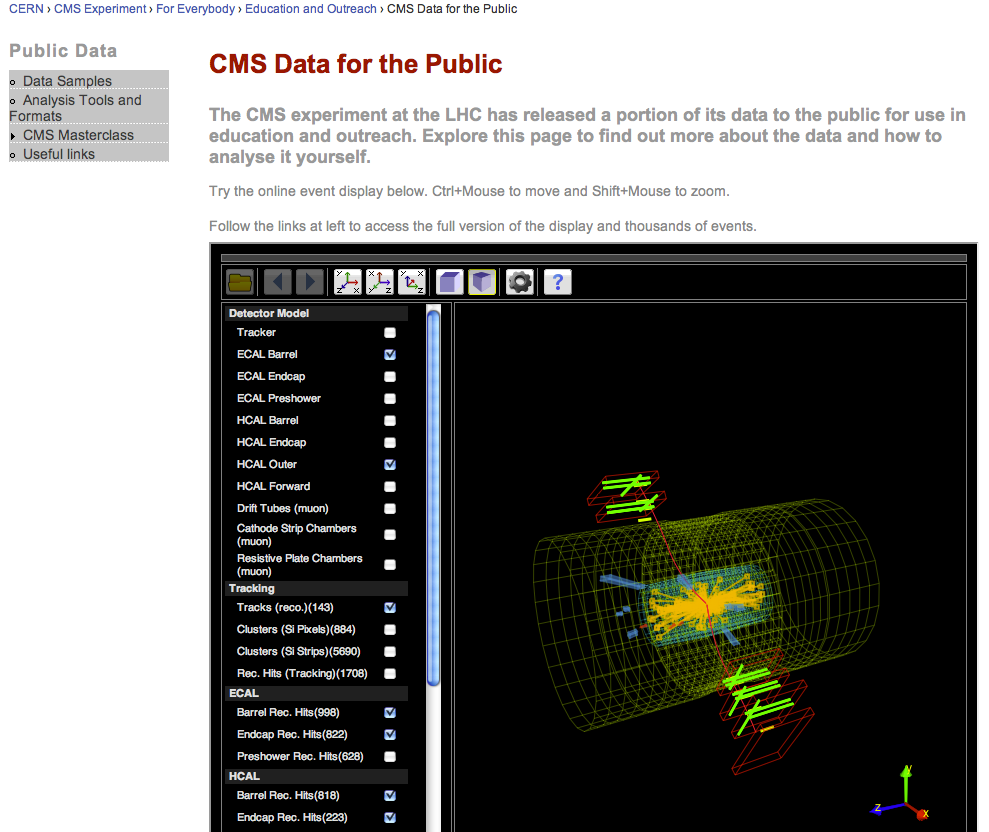 CERN › CMS Experiment › For Everybody › Education and Outreach › CMS Data for the Public
Public Data
Data Samples
Analysis Tools and
Formats
CMS Masterclass
Useful links
CMS Data for the Public
The CMS experiment at the LHC has released a portion of its data to the public for use in
education and outreach. Explore this page to find out more about the data and how to
analyse it yourself.
Try the online event display below. Ctrl+Mouse to move and Shift+Mouse to zoom.
Follow the links at left to access the full version of the display and thousands of events.
Y Z X
X Y Z
Y X Z
?
Detector Model
Tracker
ECAL Barrel
ECAL Endcap
ECAL Preshower
HCAL Barrel
HCAL Endcap
HCAL Outer
HCAL Forward
Drift Tubes (muon)
Cathode Strip Chambers
(muon)
Resistive Plate Chambers
(muon)
Tracking
Tracks (reco.)(143)
Clusters (Si Pixels)(884)
Clusters (Si Strips)(5690)
Rec. Hits (Tracking)(1708)
ECAL
Barrel Rec. Hits(998)
Endcap Rec. Hits(822)
Preshower Rec. Hits(628)
HCAL
Barrel Rec. Hits(818)
Endcap Rec. Hits(223)
y
z
x